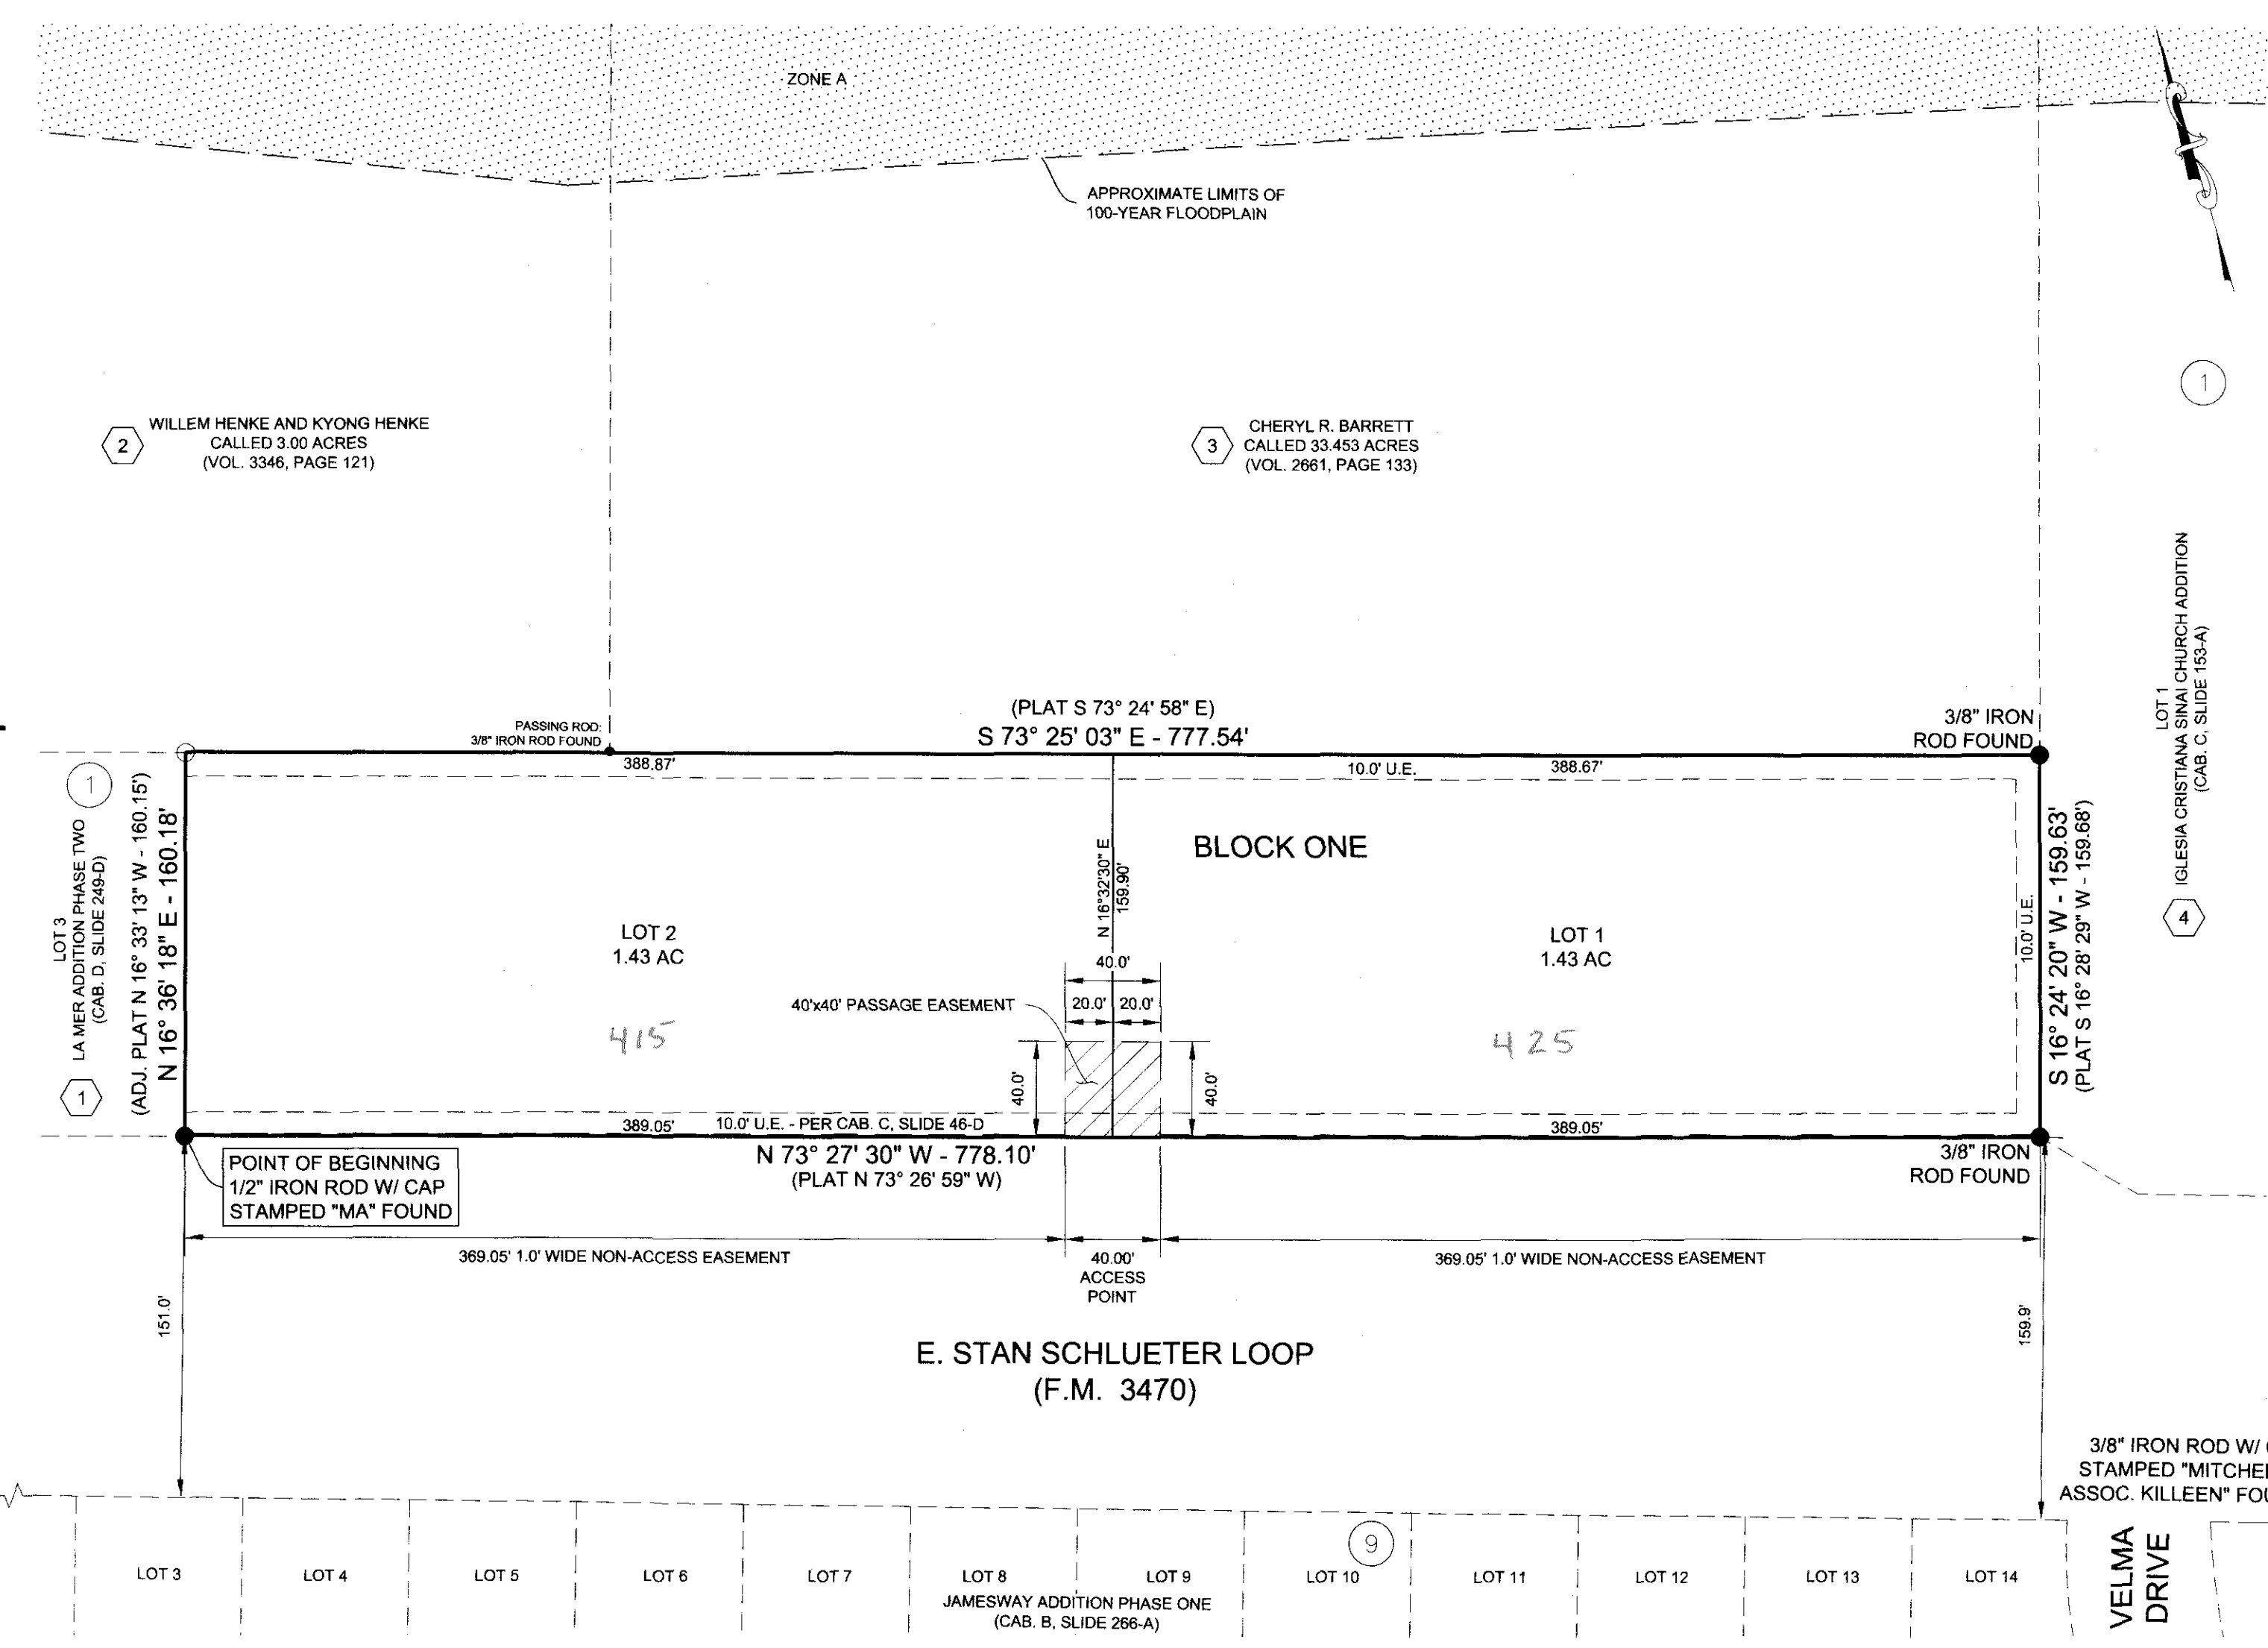 ZONE A
APPROXIMATE LIMITS OF
100-YEAR FLOODPLAIN
1
2
WILLEM HENKE AND KYONG HENKE
CALLED 3.00 ACRES
(VOL. 3346, PAGE 121)
3
CHERYL R. BARRETT
CALLED 33.453 ACRES
(VOL. 2661, PAGE 133)
LOT 1
IGLESIA CRISTIANA SINAI CHURCH ADDITION
(CAB. C, SLIDE 153-A)
4
PASSING ROD:
3/8" IRON ROD FOUND
(PLAT S 73° 24' 58" E)
S 73° 25' 03" E - 777.54'
3/8" IRON
ROD FOUND
388.87'
10.0' U.E.
388.67'
1
LOT 3
LA MER ADDITION PHASE TWO
(CAB. D, SLIDE 249-D)
1
(ADJ. PLAT N 16° 33' 13" W - 160.15')
N 16° 36' 18" E - 160.18'
BLOCK ONE
N 16°32'30" E
159.90'
LOT 2
1.43 AC
LOT 1
1.43 AC
10.0' U.E.
S 16° 24' 20" W - 159.63'
(PLAT S 16° 28' 29" W - 159.68')
40.0'
20.0'
20.0'
40'x40' PASSAGE EASEMENT
415
425
40.0'
40.0'
389.05'
10.0' U.E. - PER CAB. C, SLIDE 46-D
389.05'
N 73° 27' 30" W - 778.10'
(PLAT N 73° 26' 59" W)
3/8" IRON
ROD FOUND
POINT OF BEGINNING
1/2" IRON ROD W/ CAP
STAMPED "MA" FOUND
369.05' 1.0' WIDE NON-ACCESS EASEMENT
40.00'
ACCESS
POINT
369.05' 1.0' WIDE NON-ACCESS EASEMENT
151.0'
159.9'
E. STAN SCHLUETER LOOP
(F.M. 3470)
3/8" IRON ROD W/
STAMPED "MITCHE
ASSOC. KILLEEN" FOU
9
LOT 3
LOT 4
LOT 5
LOT 6
LOT 7
LOT 8
LOT 9
LOT 10
LOT 11
LOT 12
LOT 13
LOT 14
JAMESWAY ADDITION PHASE ONE
(CAB. B, SLIDE 266-A)
VELMA
DRIVE